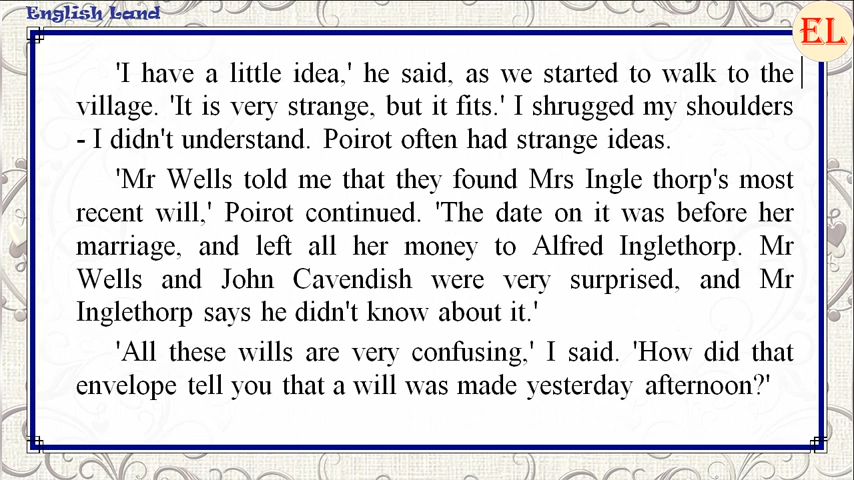 English Land
EL
'I have a little idea,' he said, as we started to walk to the
village. 'It is very strange, but it fits.' I shrugged my shoulders
- I didn't understand. Poirot often had strange ideas.
'Mr Wells told me that they found Mrs Ingle thorp's most
recent will,' Poirot continued. 'The date on it was before her
marriage, and left all her money to Alfred Inglethorp. Mr
Wells and John Cavendish were very surprised, and Mr
Inglethorp says he didn't know about it.'
'All these wills are very confusing,' I said. 'How did that
envelope tell you that a will was made yesterday afternoon?'